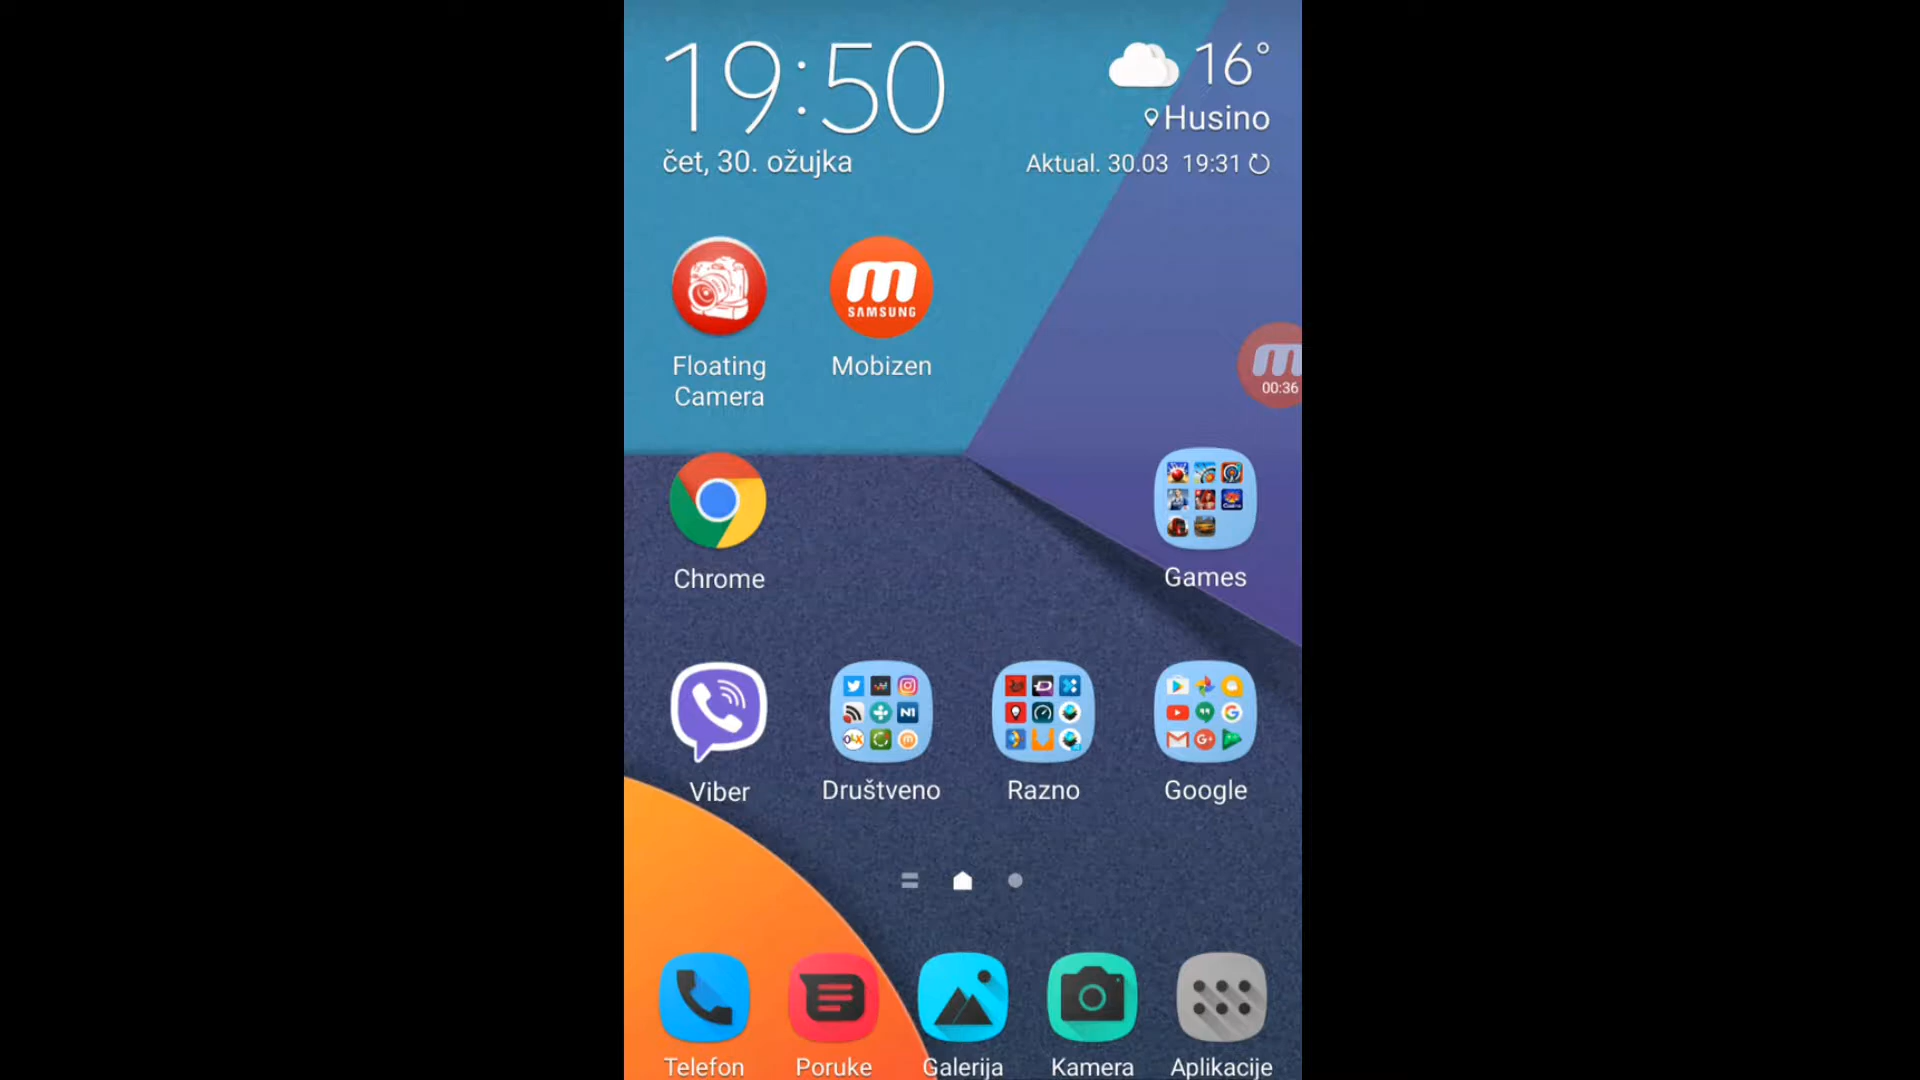 19:50
16°
Husino
čet, 30. ožujka
Aktual. 30.03 19:31
SAMSUNG
Floating
Camera
Mobizen
00:36
Chrome
Games
N1
Viber
Društveno
Razno
Google
Telefon
Poruke
Galerija
Kamera
Aplikacije